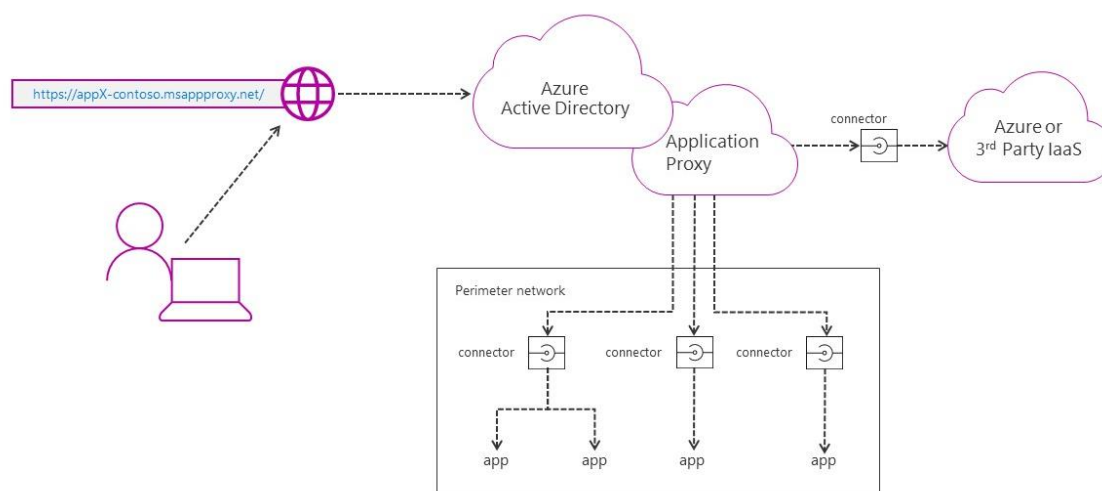 https://appX-contoso.msappproxy.net/
Azure
Active Directory
Application
Proxy
connector
Azure or
3rd Party IaaS
Perimeter network
connector
connector
connector
app
app
app
app